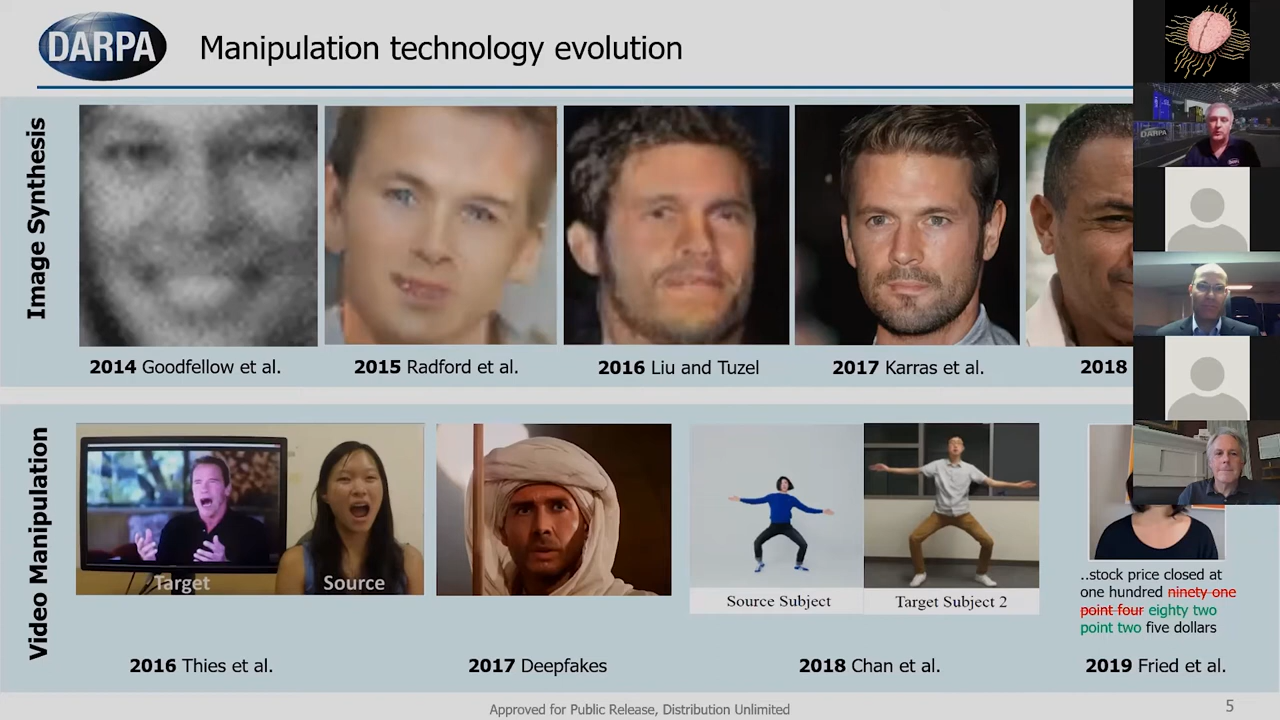 DARPA
Manipulation technology evolution
Image Synthesis
2014 Goodfellow et al.
2015 Radford et al.
2016 Liu and Tuzel
2017 Karras et al.
2018
DARPA
Video Manipulation
Target
Source
Source Subject
Target Subject 2
..stock price closed at
one hundred ninety one
point four eighty two
point two five dollars
2016 Thies et al.
2017 Deepfakes
2018 Chan et al.
2019 Fried et al.
Approved for Public Release, Distribution Unlimited
5